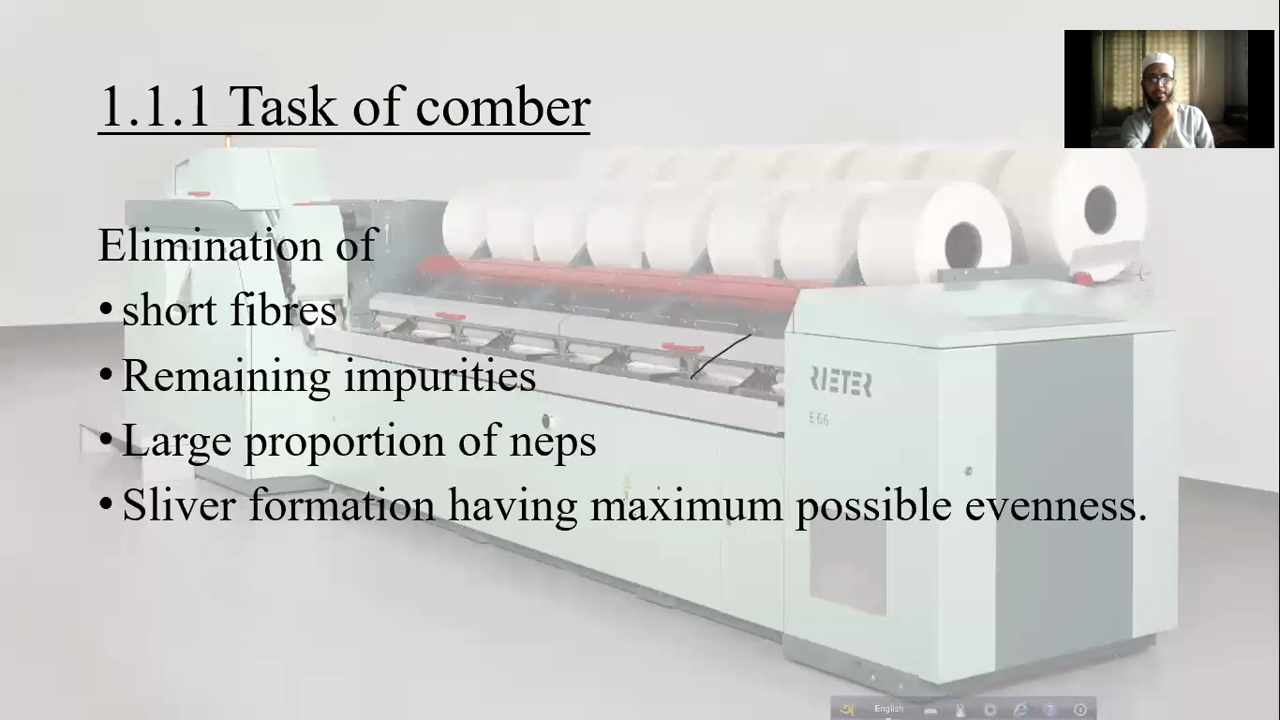 1.1.1 Task of comber
Elimination of
• short fibres
• Remaining impurities
• Large proportion of neps
• Sliver formation having maximum possible evenness.
RIETER
E 66
English